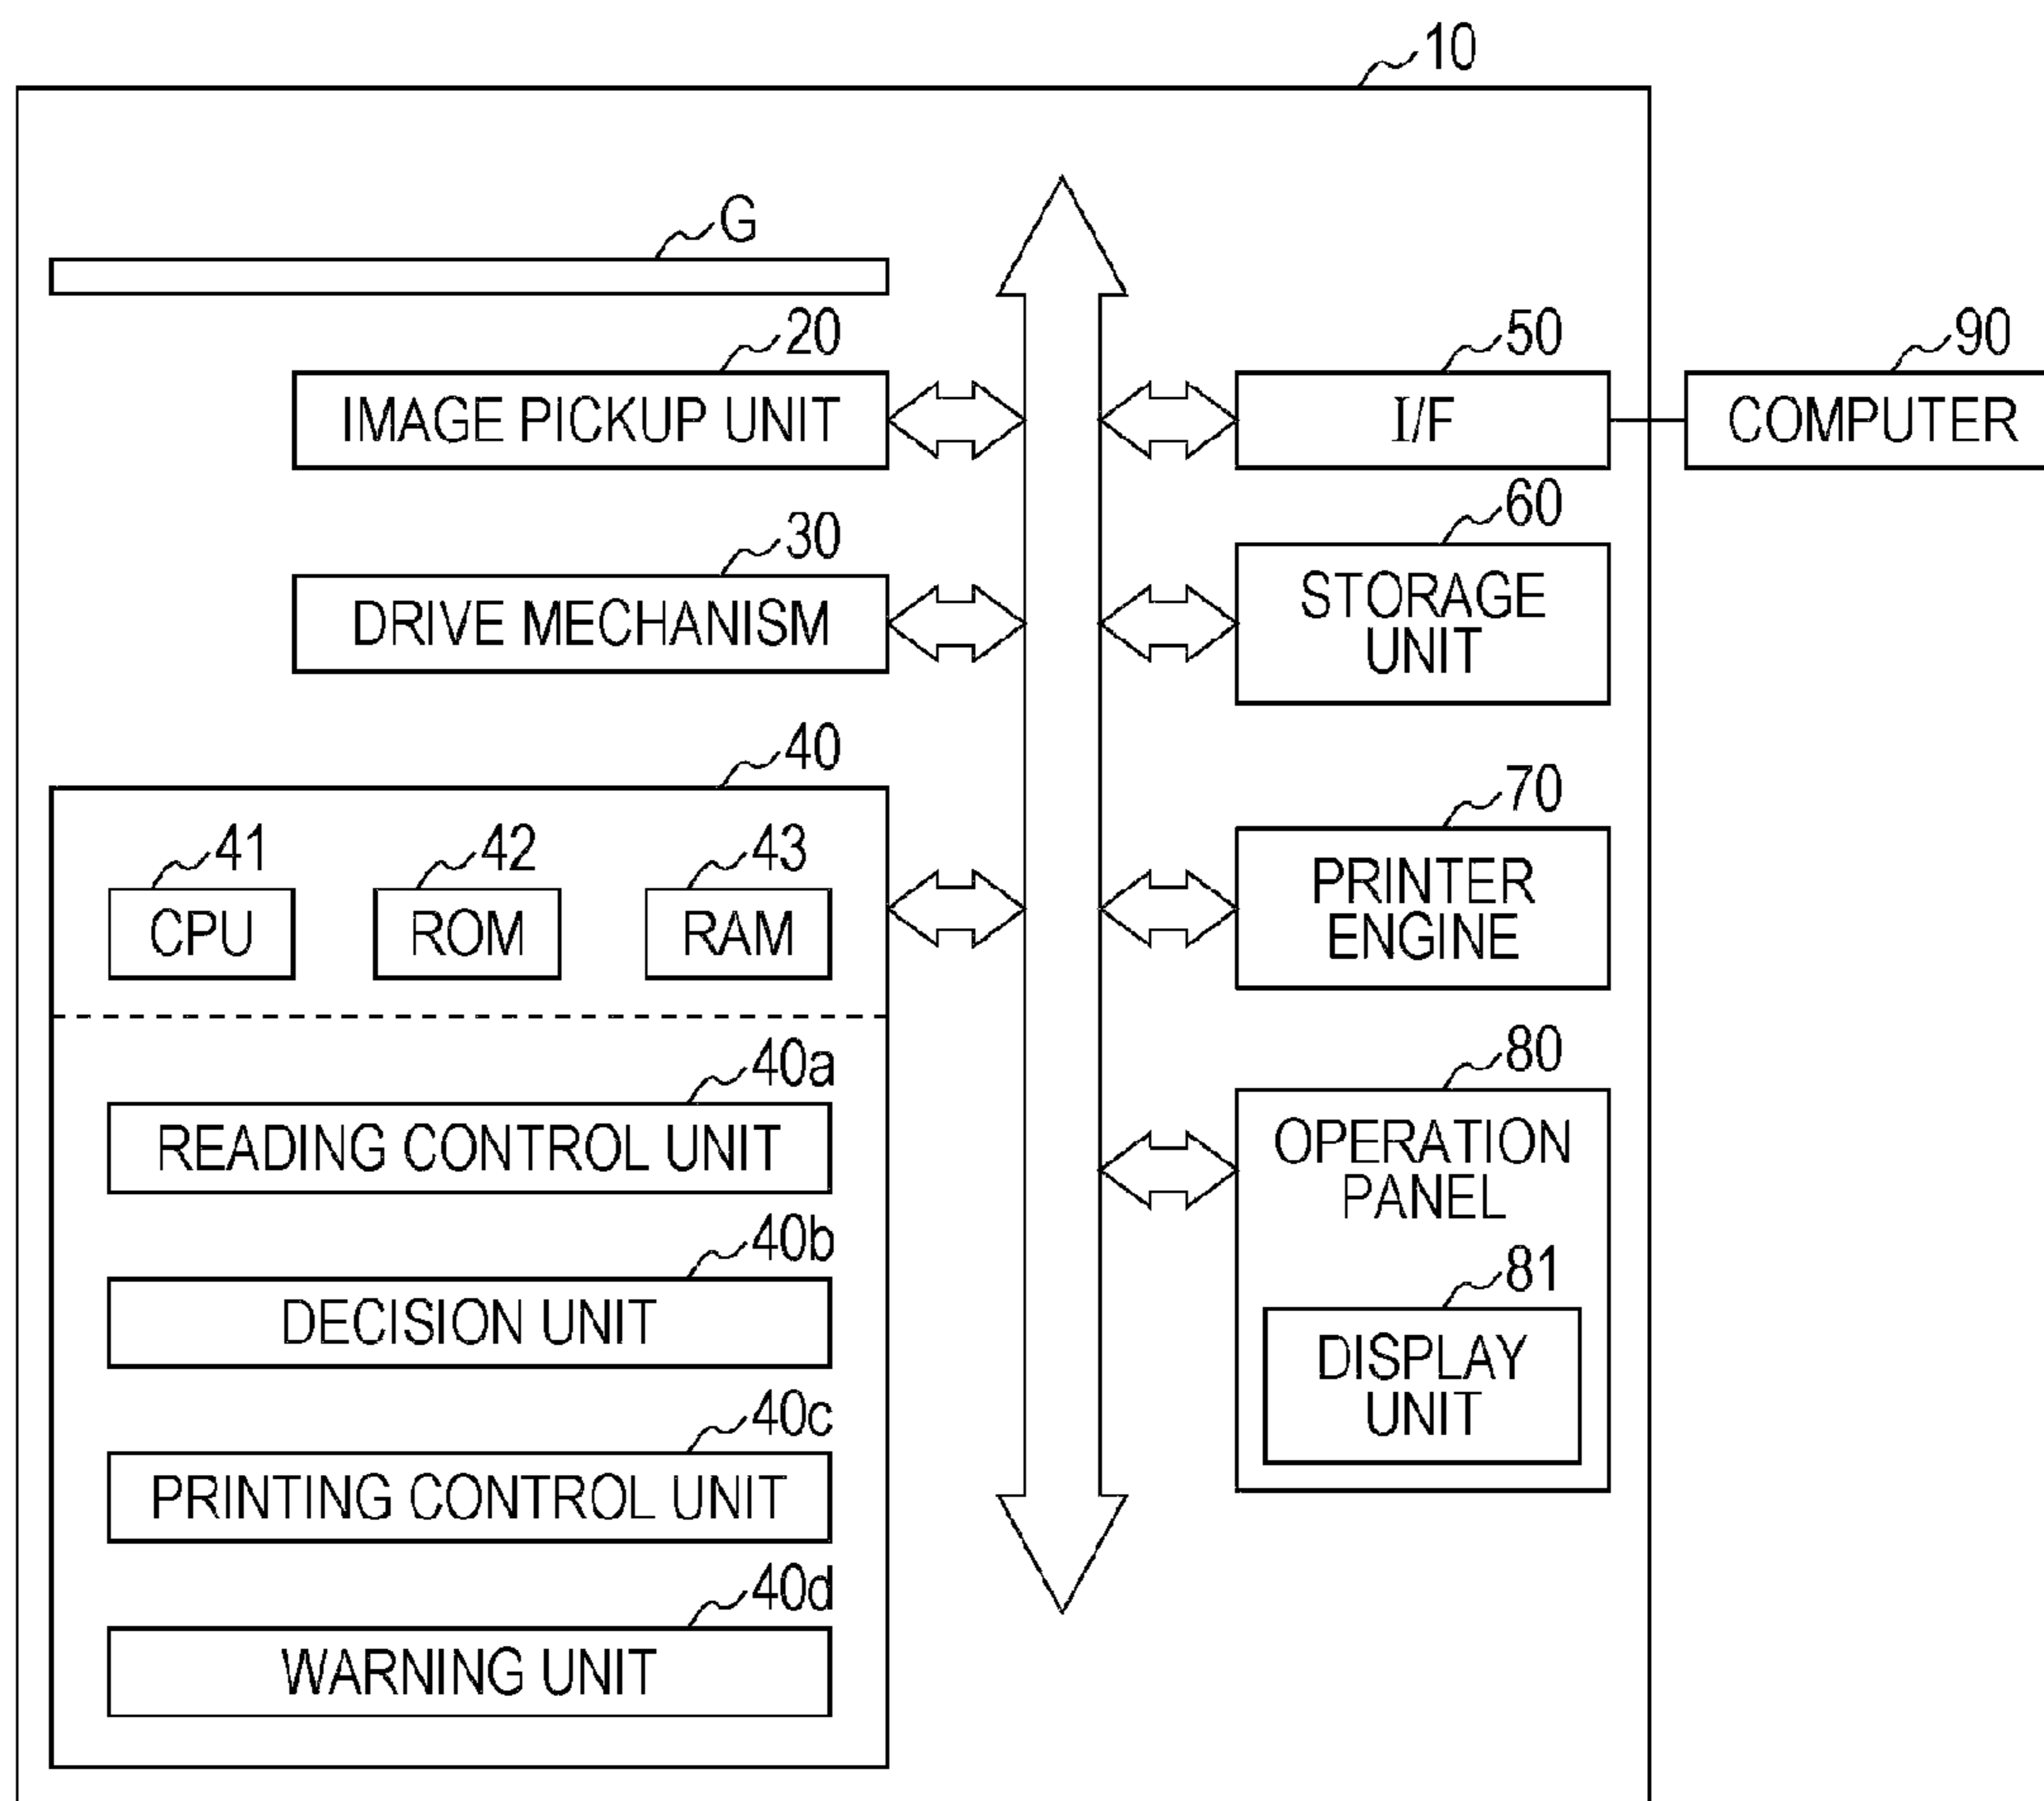 10
G
20
IMAGE PICKUP UNIT
30
DRIVE MECHANISM
40
41
CPU
42
ROM
43
RAM
40a
READING CONTROL UNIT
40b
DECISION UNIT
40c
PRINTING CONTROL UNIT
40d
WARNING UNIT
50
I/F
90
COMPUTER
60
STORAGE
UNIT
70
PRINTER
ENGINE
80
OPERATION
PANEL
81
DISPLAY
UNIT